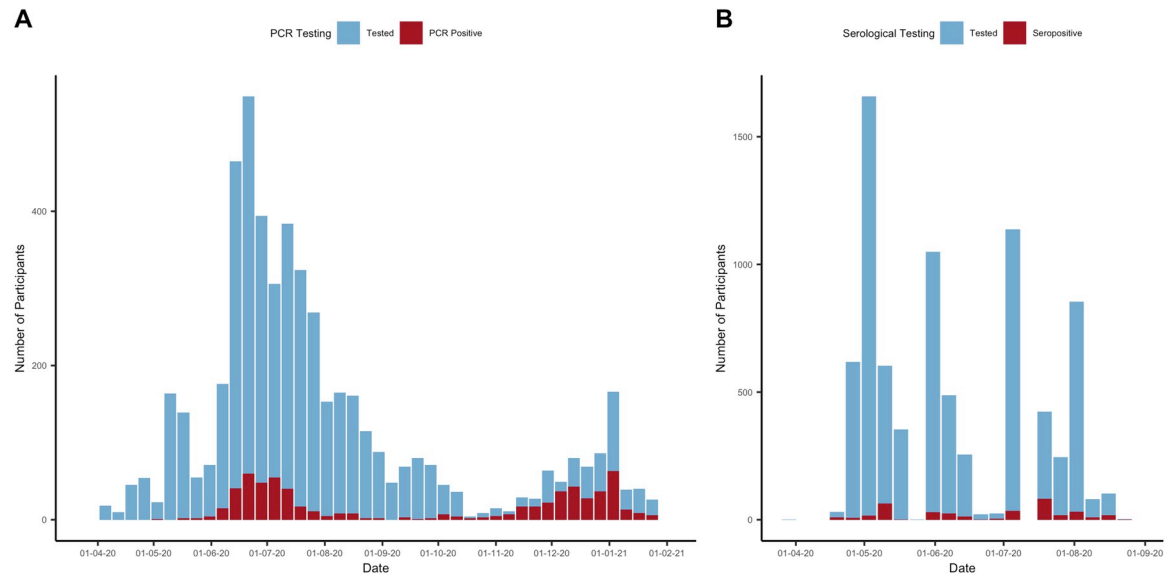 A
PCR Testing Tested PCR Positive
Number of Participants
400
200
0
01-04-20 01-05-20 01-06-20 01-07-20 01-08-20 01-09-20 01-10-20 01-11-20 01-12-20 01-01-21 01-02-21
Date
B
Serological Testing Tested Seropositive
Number of Participants
1500
1000
500
0
01-04-20 01-05-20 01-06-20 01-07-20 01-08-20 01-09-20
Date